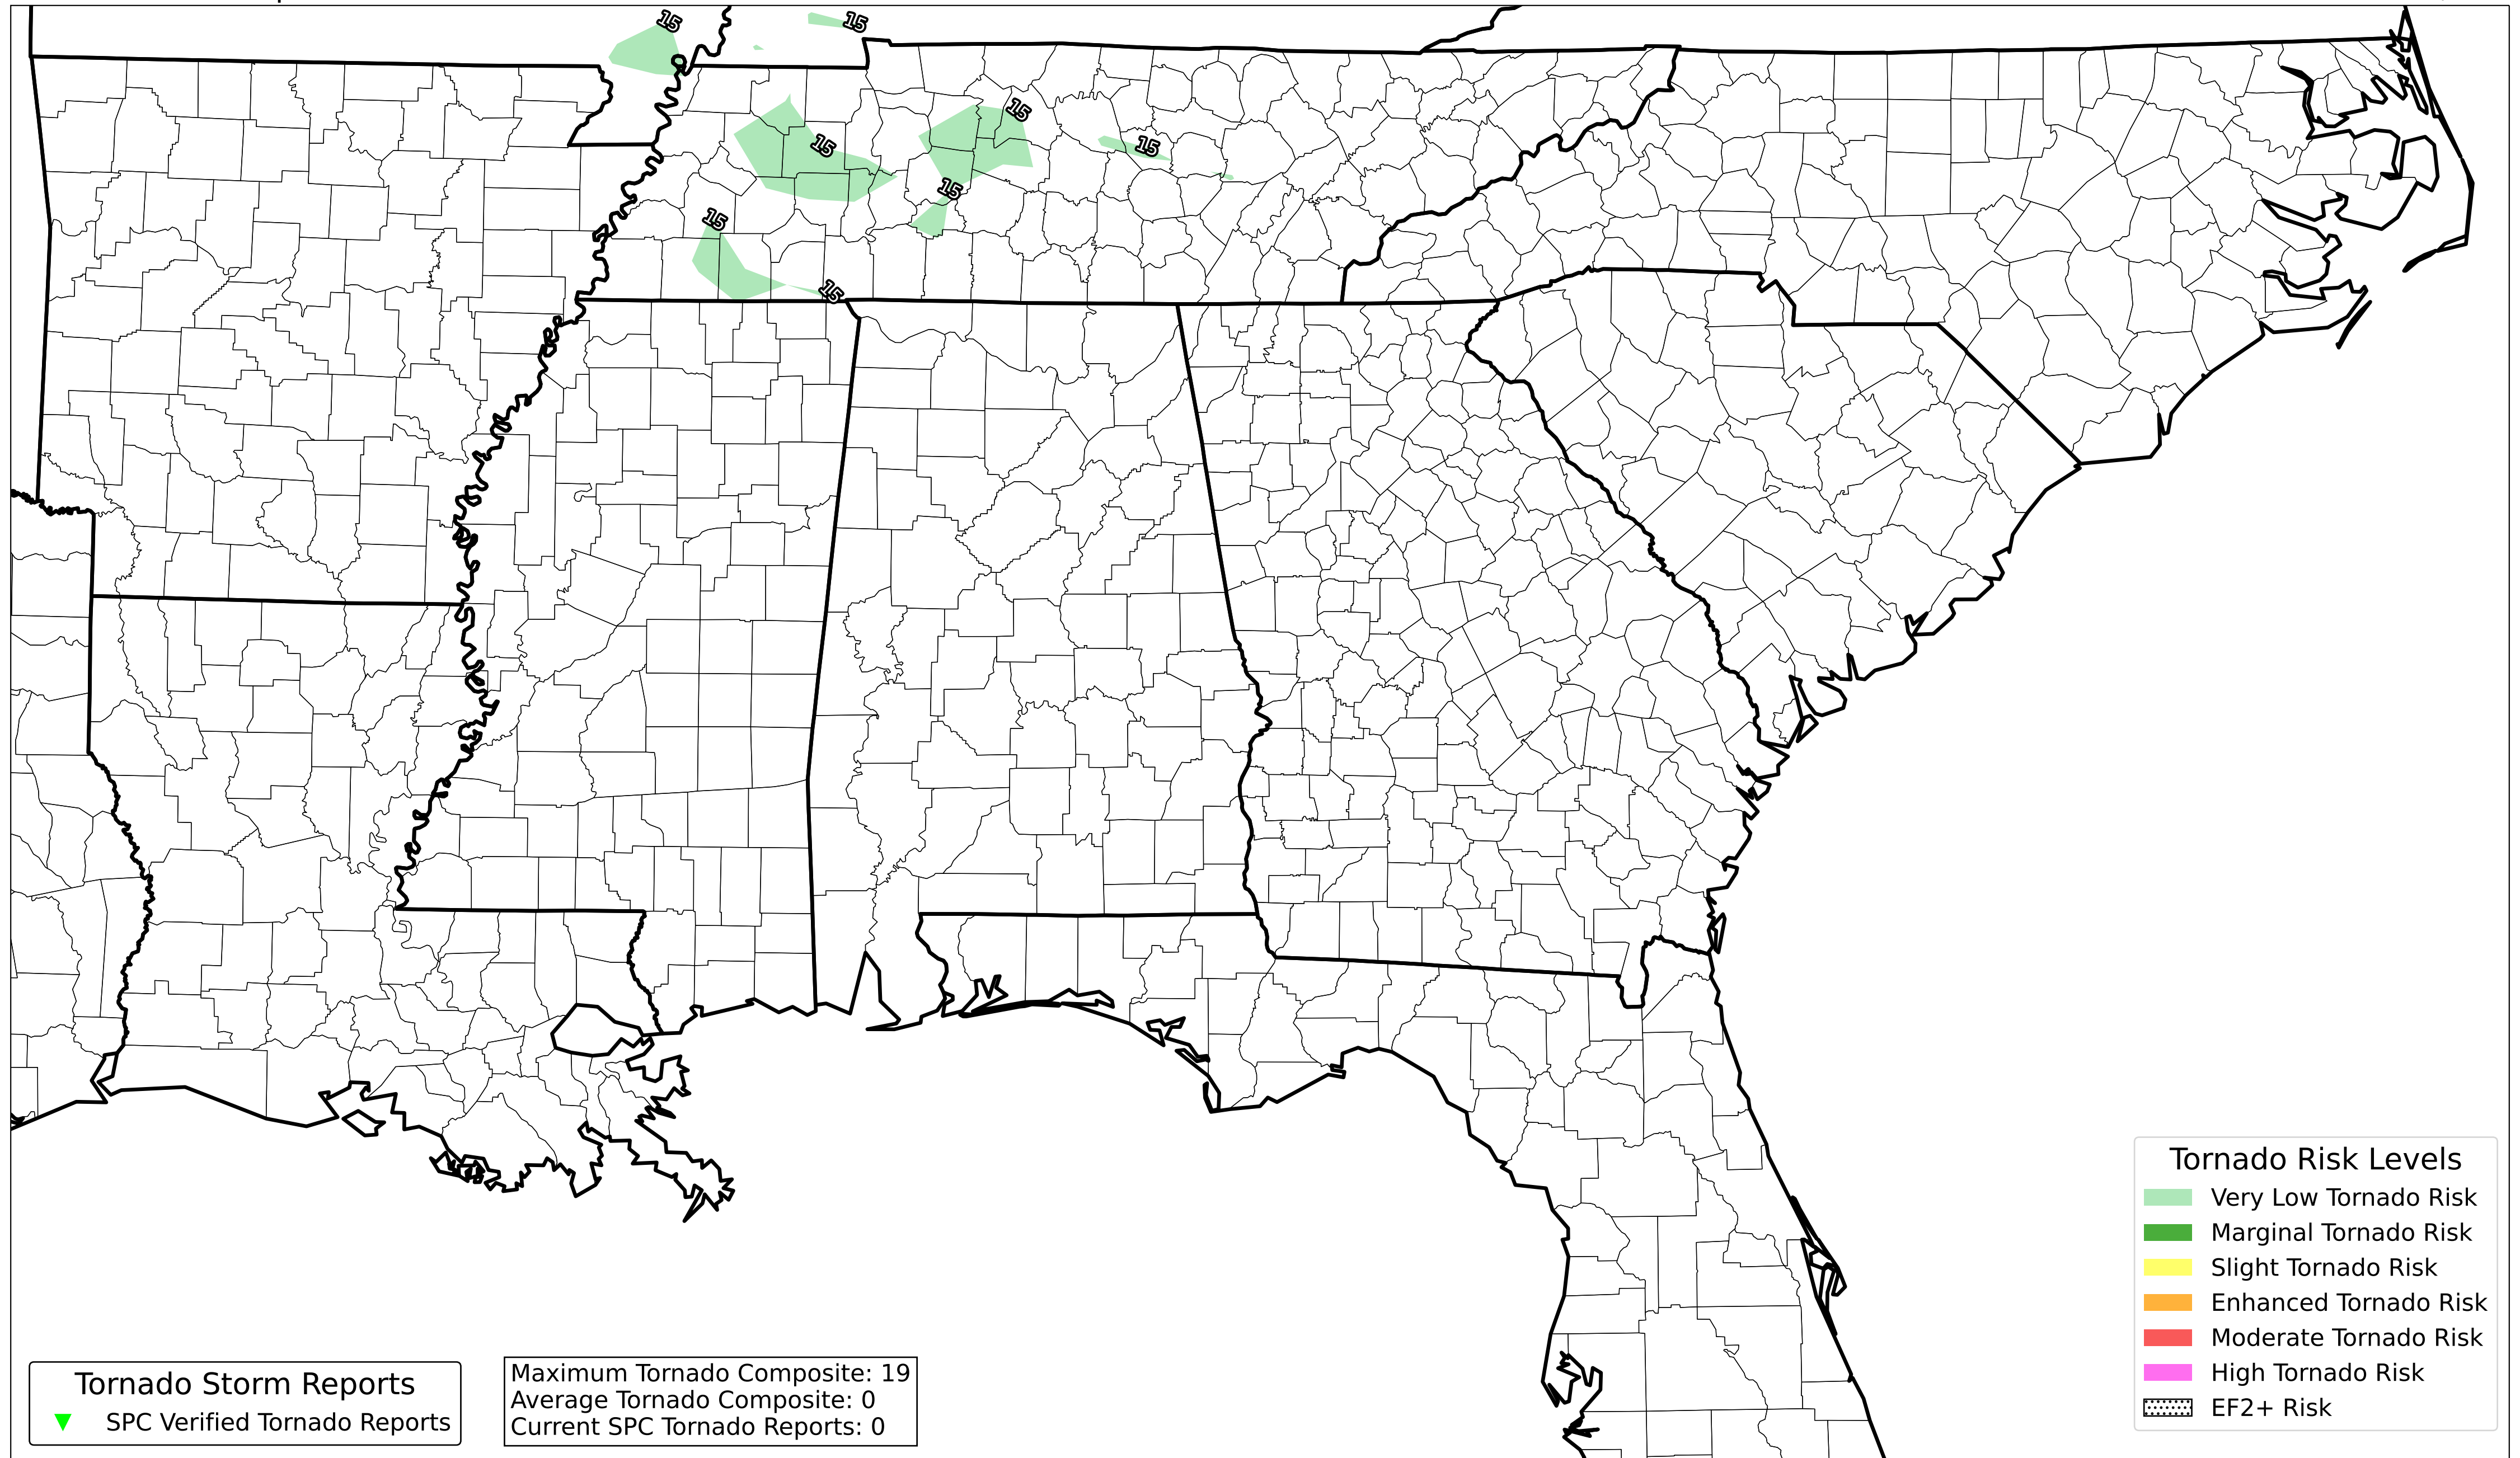 15
15
15
15
15
15
15
15
Tornado Risk Levels
Very Low Tornado Risk
Marginal Tornado Risk
Slight Tornado Risk
Enhanced Tornado Risk
Moderate Tornado Risk
High Tornado Risk
EF2+ Risk
Tornado Storm Reports
SPC Verified Tornado Reports
Maximum Tornado Composite: 19
Average Tornado Composite: 0
Current SPC Tornado Reports: 0